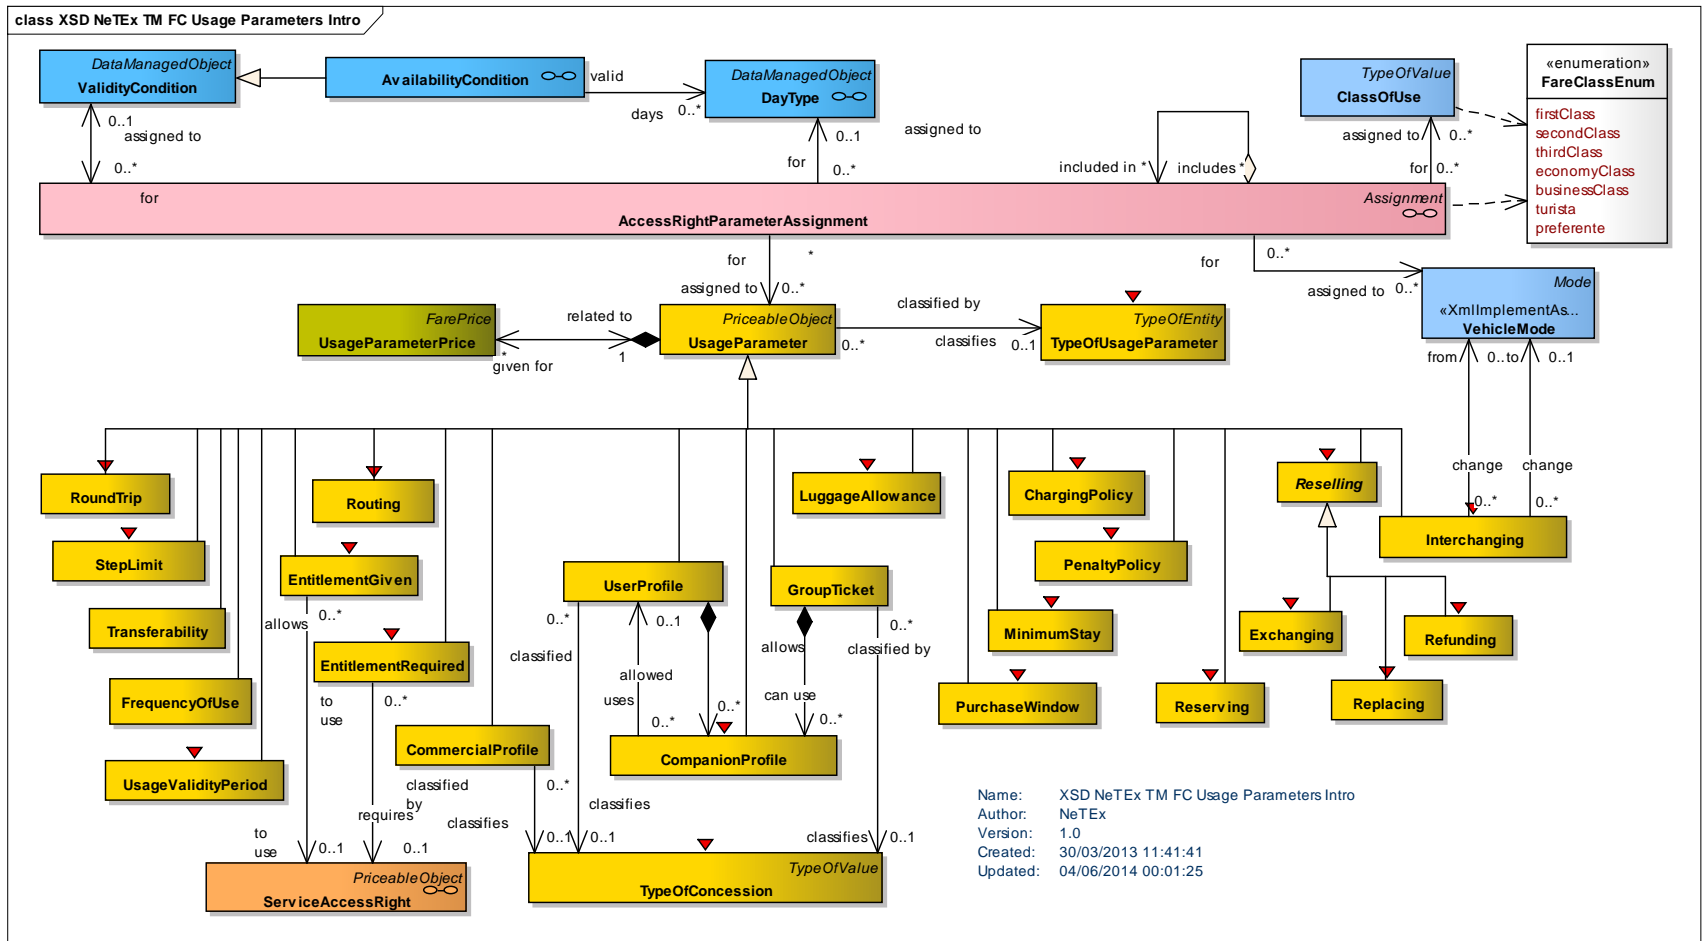 class XSD NeTEx TM FC Usage Parameters Intro
DataManagedObject
ValidityCondition
AvailabilityCondition
valid
days
0..*
DataManagedObject
DayType
TypeOfValue
ClassOfUse
«enumeration»
FareClassEnum
firstClass
secondClass
thirdClass
economyClass
businessClass
turista
preferente
0..1
assigned to
0..*
for
0..1
assigned to
for
0..*
included in *
includes *
assigned to
0..*
for
0..*
Assignment
AccessRightParameterAssignment
for
*
assigned to
0..*
for
0..*
assigned to
0..*
Mode
«XmlImplementAs...
VehicleMode
FarePrice
UsageParameterPrice
related to
1
*
given for
PriceableObject
UsageParameter
classified by
0..*
classifies
0..1
TypeOfEntity
TypeOfUsageParameter
from
0..
to
0..1
change
change
0..*
0..*
RoundTrip
Routing
LuggageAllowance
ChargingPolicy
Reselling
Interchanging
StepLimit
EntitlementGiven
UserProfile
GroupTicket
PenaltyPolicy
0..*
allows
Transferability
EntitlementRequired
0..*
0..1
classified
allowed
uses
0..*
0..*
allows
can use
0..*
0..*
classified by
MinimumStay
Exchanging
Refunding
FrequencyOfUse
to
use
0..*
PurchaseWindow
Reserving
Replacing
CommercialProfile
CompanionProfile
UsageValidityPeriod
classified
by
0..*
requires
classifies
classifies
to
use
0..1
0..1
0..1
0..1
classifies
0..1
PriceableObject
ServiceAccessRight
TypeOfValue
TypeOfConcession
Name: XSD NeTEx TM FC Usage Parameters Intro
Author: NeTEx
Version: 1.0
Created: 30/03/2013 11:41:41
Updated: 04/06/2014 00:01:25